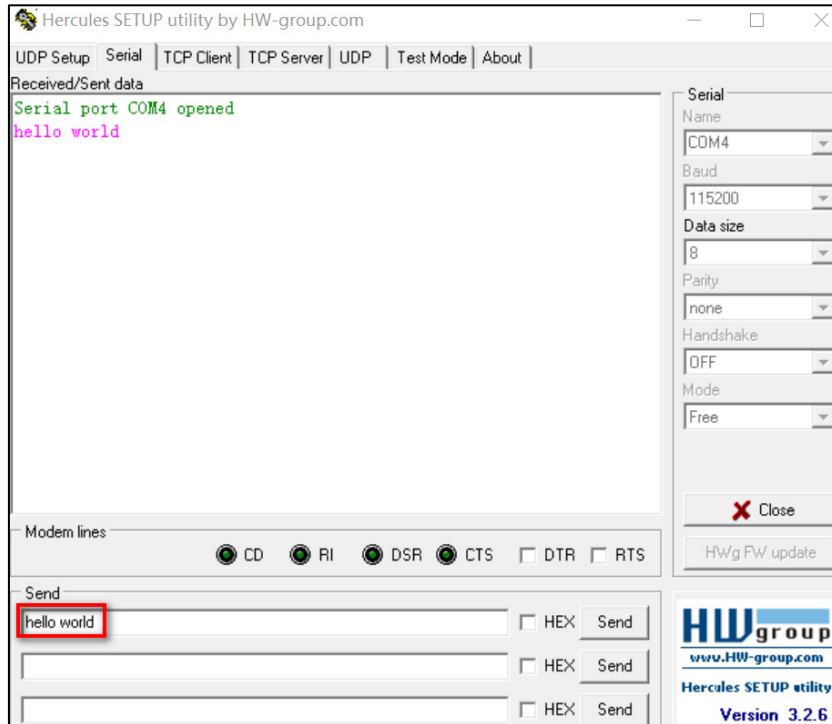 Hercules SETUP utility by HW-group.com
UDP Setup Serial TCP Client TCP Server UDP Test Mode About
Received/Sent data
Serial port COM4 opened
hello world
Serial
Name
COM4
Baud
115200
Data size
8
Parity
none
Handshake
OFF
Mode
Free
Close
HWg FW update
Modem lines
CD RI DSR CTS DTR RTS
Send
hello world HEX Send
HEX Send
HEX Send
HW group
www.HW-group.com
Hercules SETUP utility
Version 3.2.6